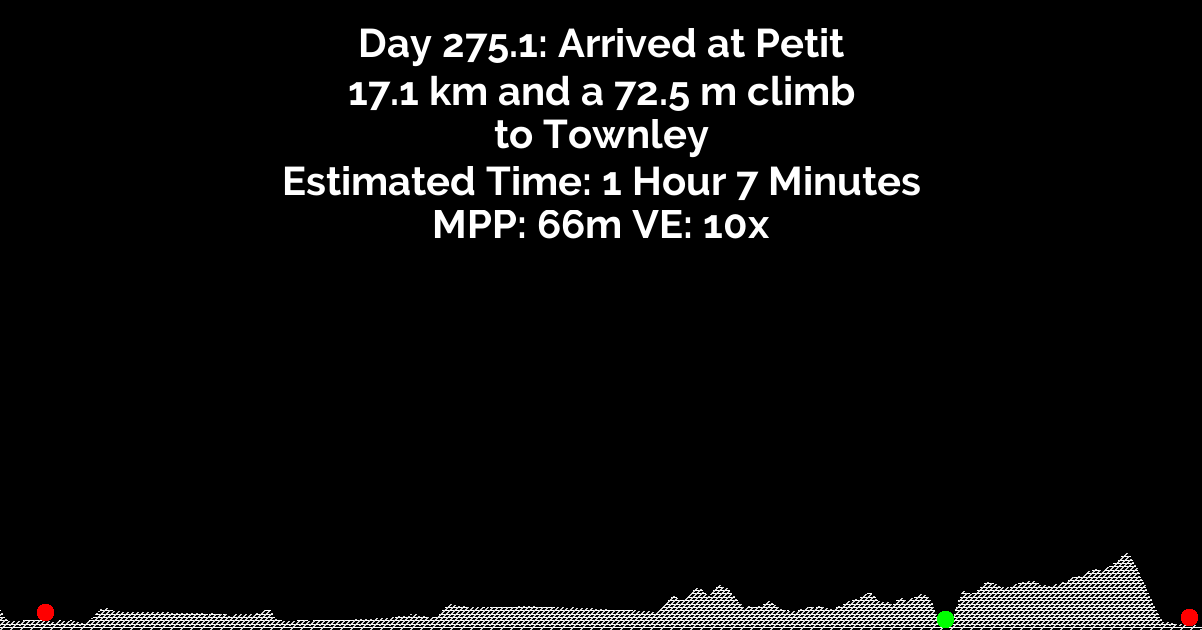 Day 275.1: Arrived at Petit
17.1 km and a 72.5 m climb
to Townley
Estimated Time: 1 Hour 7 Minutes
MPP: 66m VE: 10x